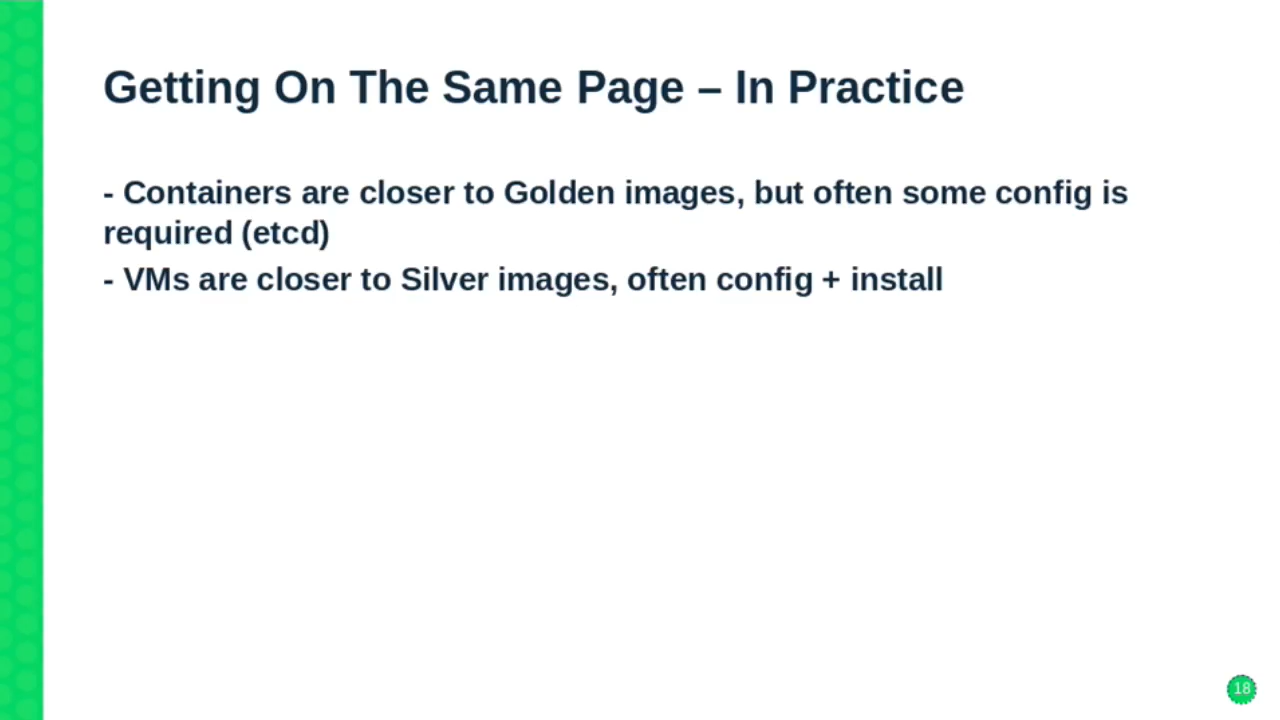 Getting On The Same Page – In Practice
- Containers are closer to Golden images, but often some config is
required (etcd)
- VMs are closer to Silver images, often config + install
18